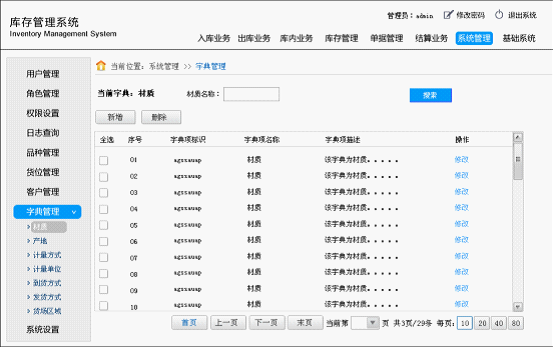 库存管理系统
Inventory Management System
管理员：admin 修改密码 退出系统
入库业务 出库业务 库内业务 库存管理 单据管理 结算业务 系统管理 基础系统
用户管理
角色管理
权限设置
日志查询
品种管理
货位管理
客户管理
字典管理
材质
产地
计量方式
计量单位
到货方式
发货方式
货场区域
系统设置
当前位置：系统管理 >> 字典管理
当前字典：材质 材质名称： 搜索
新增 删除
全选 序号 字典项标识 字典项名称 字典项描述 操作
01 材质 该字典为材质。。。。。 修改
02 材质 该字典为材质。。。。。 修改
03 材质 该字典为材质。。。。。 修改
04 材质 该字典为材质。。。。。 修改
05 材质 该字典为材质。。。。。 修改
06 材质 该字典为材质。。。。。 修改
07 材质 该字典为材质。。。。。 修改
08 材质 该字典为材质。。。。。 修改
09 材质 该字典为材质。。。。。 修改
10 材质 该字典为材质。。。。。 修改
首页 上一页 下一页 末页 当前第 页 共3页/29条 每页： 10 20 40 80